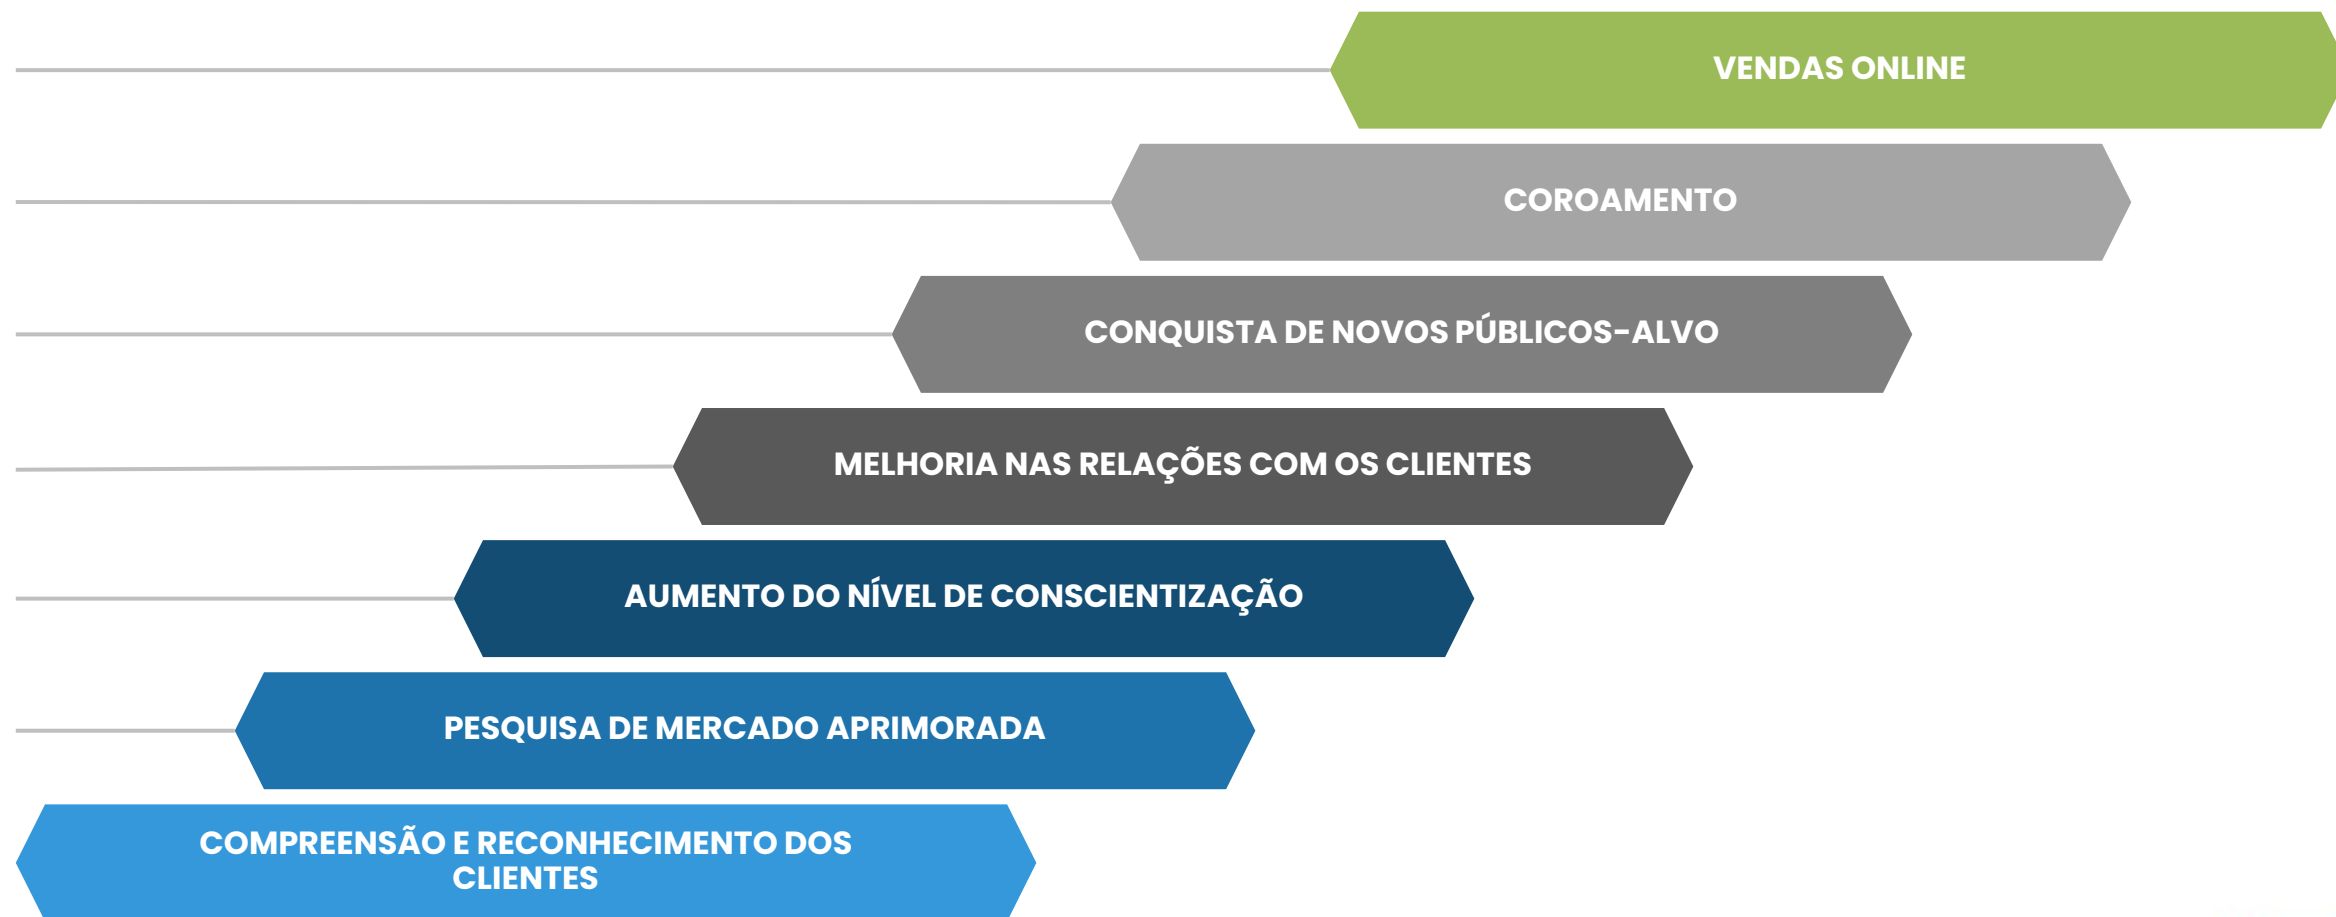 VENDAS ONLINE
COROAMENTO
CONQUISTA DE NOVOS PÚBLICOS-ALVO
MELHORIA NAS RELAÇÕES COM OS CLIENTES
AUMENTO DO NÍVEL DE CONSCIENTIZAÇÃO
PESQUISA DE MERCADO APRIMORADA
COMPREENSÃO E RECONHECIMENTO DOS
CLIENTES